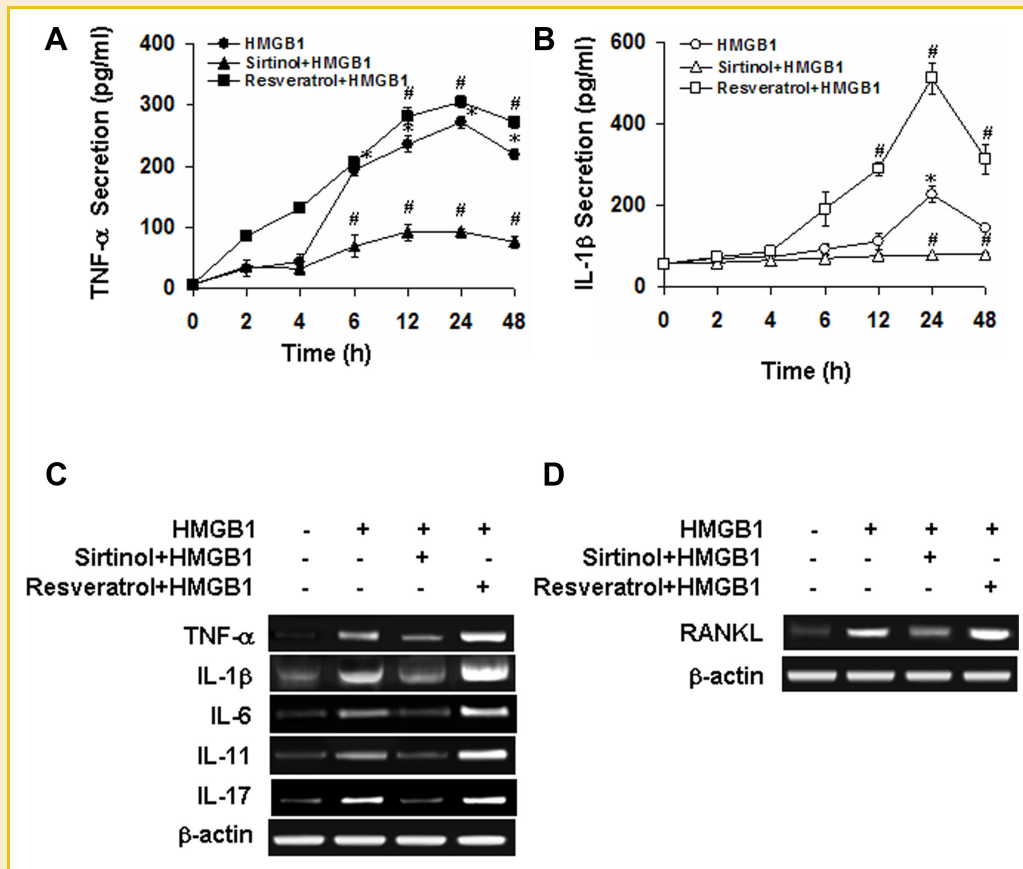 A
TNF-α Secretion (pg/ml)
400
300
200
100
0
HMGB1
Sirtinol+HMGB1
Resveratrol+HMGB1
# # #
* * * *
# # # #
0 2 4 6 12 24 48
Time (h)
B
IL-1β Secretion (pg/ml)
600
400
200
0
HMGB1
Sirtinol+HMGB1
Resveratrol+HMGB1
# # #
*
# #
0 2 4 6 12 24 48
Time (h)
C
HMGB1 - + + +
Sirtinol+HMGB1 - - + -
Resveratrol+HMGB1 - - - +
TNF-α
IL-1β
IL-6
IL-11
IL-17
β-actin
D
HMGB1 - + + +
Sirtinol+HMGB1 - - + -
Resveratrol+HMGB1 - - - +
RANKL
β-actin